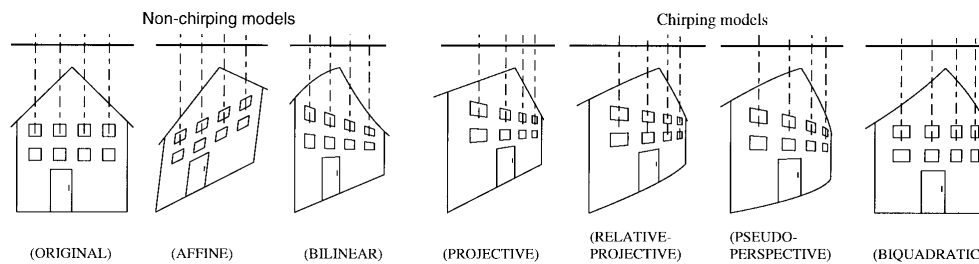 Non-chirping models
Chirping models
(ORIGINAL)
(AFFINE)
(BILINEAR)
(PROJECTIVE)
(RELATIVE-
PROJECTIVE)
(PSEUDO-
PERSPECTIVE)
(BIQUADRATIC